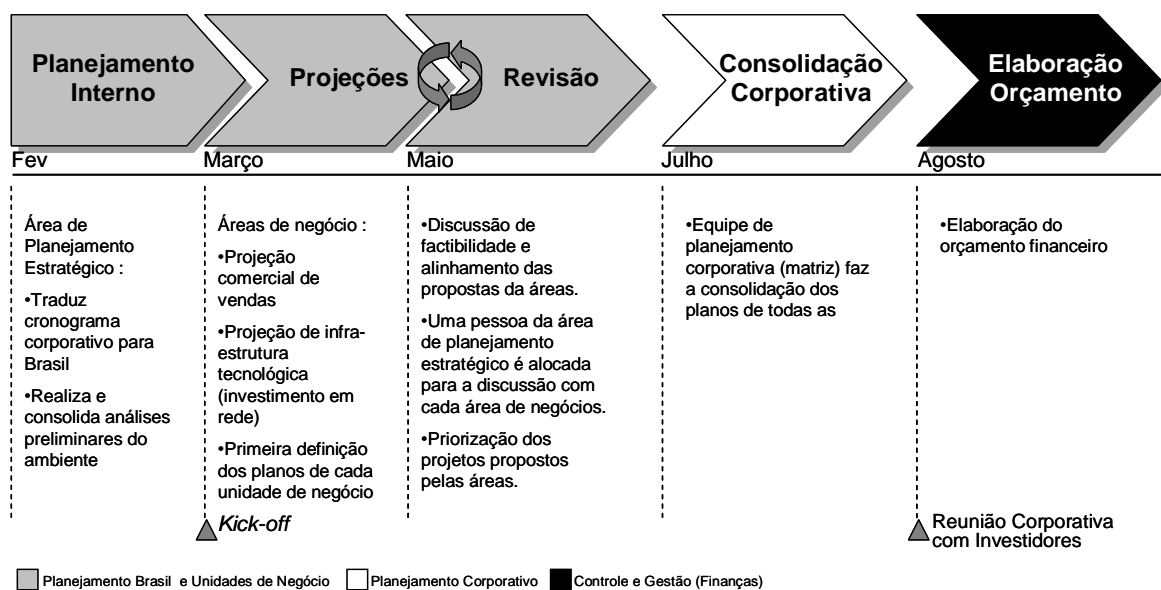 Planejamento
Interno
Projeções
Revisão
Consolidação
Corporativa
Elaboração
Orçamento
Fev
Março
Maio
Julho
Agosto
Área de
Planejamento
Estratégico :
•Traduz
cronograma
corporativo para
Brasil
•Realiza e
consolida análises
preliminares do
ambiente
Áreas de negócio :
•Projeção
comercial de
vendas
•Projeção de infra-
estrutura
tecnológica
(investimento em
rede)
•Primeira definição
dos planos de cada
unidade de negócio
•Discussão de
factibilidade e
alinhamento das
propostas da áreas.
•Uma pessoa da área
de planejamento
estratégico é alocada
para a discussão com
cada área de negócios.
•Priorização dos
projetos propostos
pelas áreas.
•Equipe de
planejamento
corporativa (matriz) faz
a consolidação dos
planos de todas as
•Elaboração do
orçamento financeiro
Kick-off
Reunião Corporativa
com Investidores
Planejamento Brasil e Unidades de Negócio
Planejamento Corporativo
Controle e Gestão (Finanças)